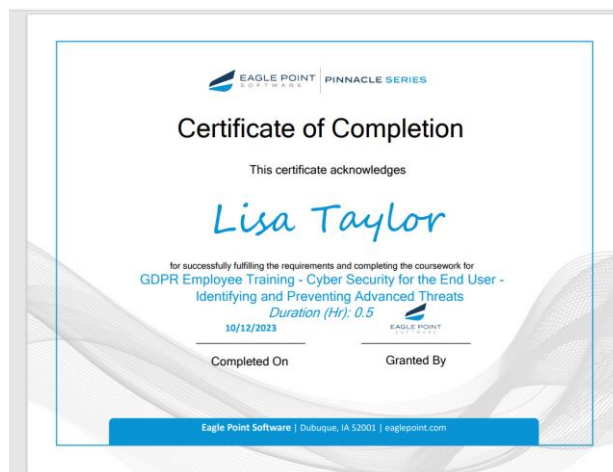 EAGLE POINT
SOFTWARE
PINNACLE SERIES
Certificate of Completion
This certificate acknowledges
Lisa Taylor
for successfully fulfilling the requirements and completing the coursework for
GDPR Employee Training - Cyber Security for the End User -
Identifying and Preventing Advanced Threats
Duration (Hr): 0.5
10/12/2023
EAGLE POINT
SOFTWARE
Completed On
Granted By
Eagle Point Software | Dubuque, IA 52001 | eaglepoint.com